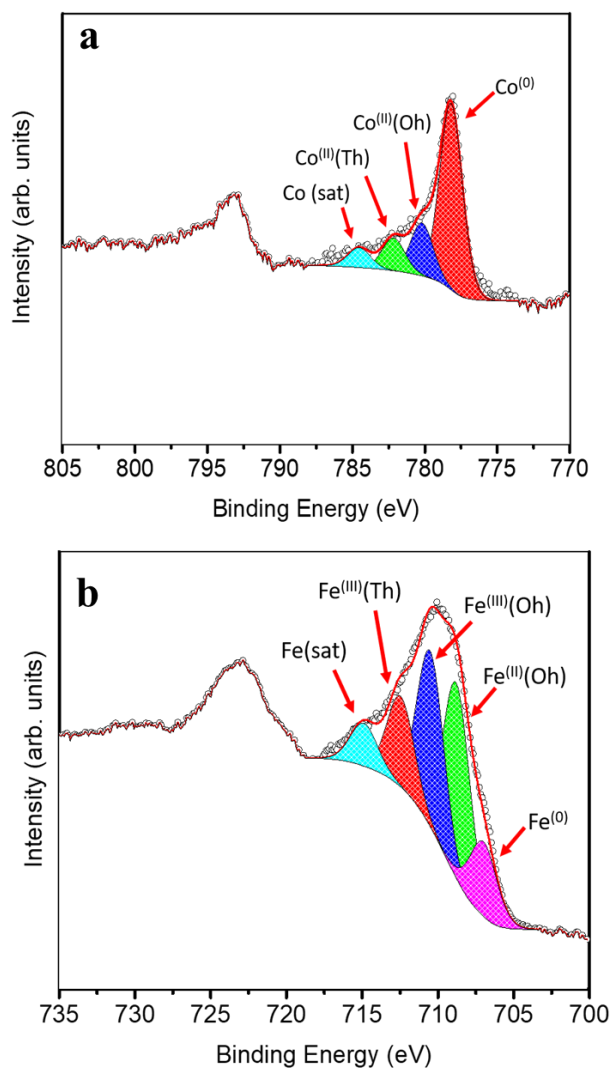 a
Co⁽⁰⁾
Co⁽ᴵᴵ⁾(Oh)
Co⁽ᴵᴵ⁾(Th)
Co (sat)
Intensity (arb. units)
805 800 795 790 785 780 775 770
Binding Energy (eV)
b
Fe⁽ᴵᴵᴵ⁾(Th)
Fe⁽ᴵᴵᴵ⁾(Oh)
Fe(sat)
Fe⁽ᴵᴵ⁾(Oh)
Fe⁽⁰⁾
Intensity (arb. units)
735 730 725 720 715 710 705 700
Binding Energy (eV)